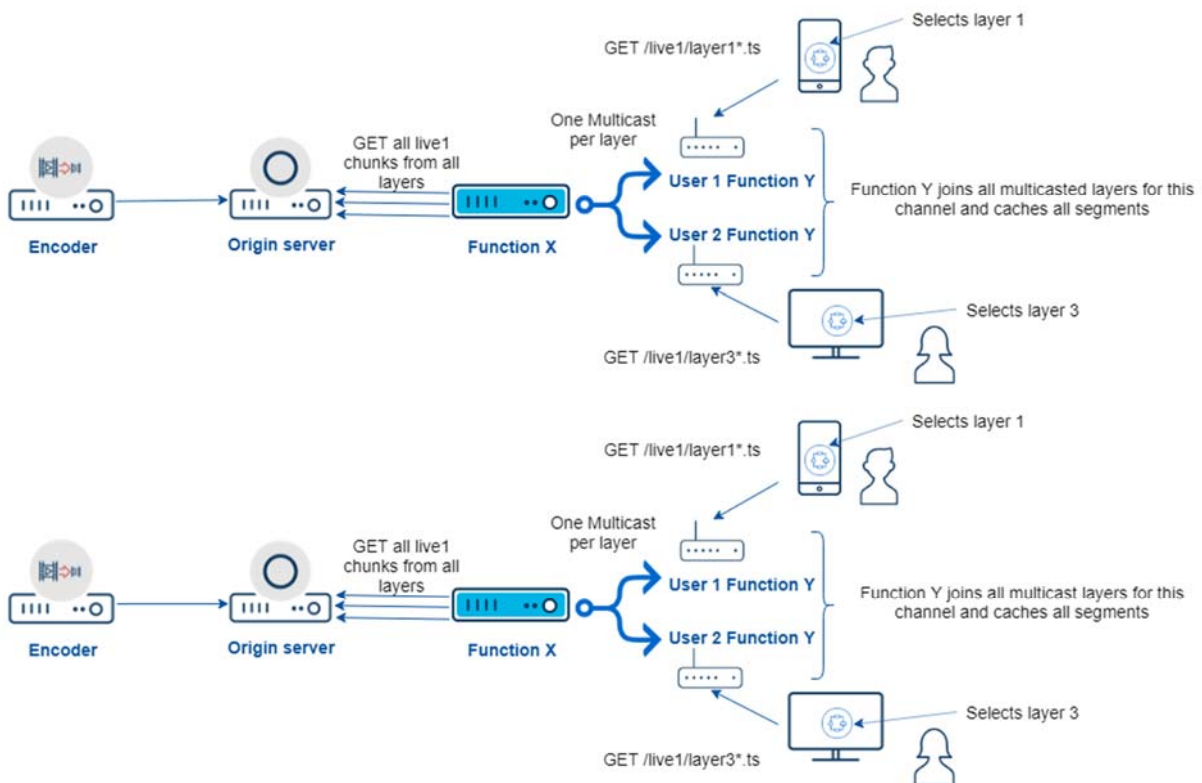 Selects layer 1
GET /live1/layer1*.ts
One Multicast
per layer
GET all live1
chunks from all
layers
User 1 Function Y
Function Y joins all multicasted layers for this
channel and caches all segments
User 2 Function Y
Encoder
Origin server
Function X
Selects layer 3
GET /live1/layer3*.ts
Selects layer 1
GET /live1/layer1*.ts
One Multicast
per layer
GET all live1
chunks from all
layers
User 1 Function Y
Function Y joins all multicast layers for this
channel and caches all segments
User 2 Function Y
Encoder
Origin server
Function X
Selects layer 3
GET /live1/layer3*.ts